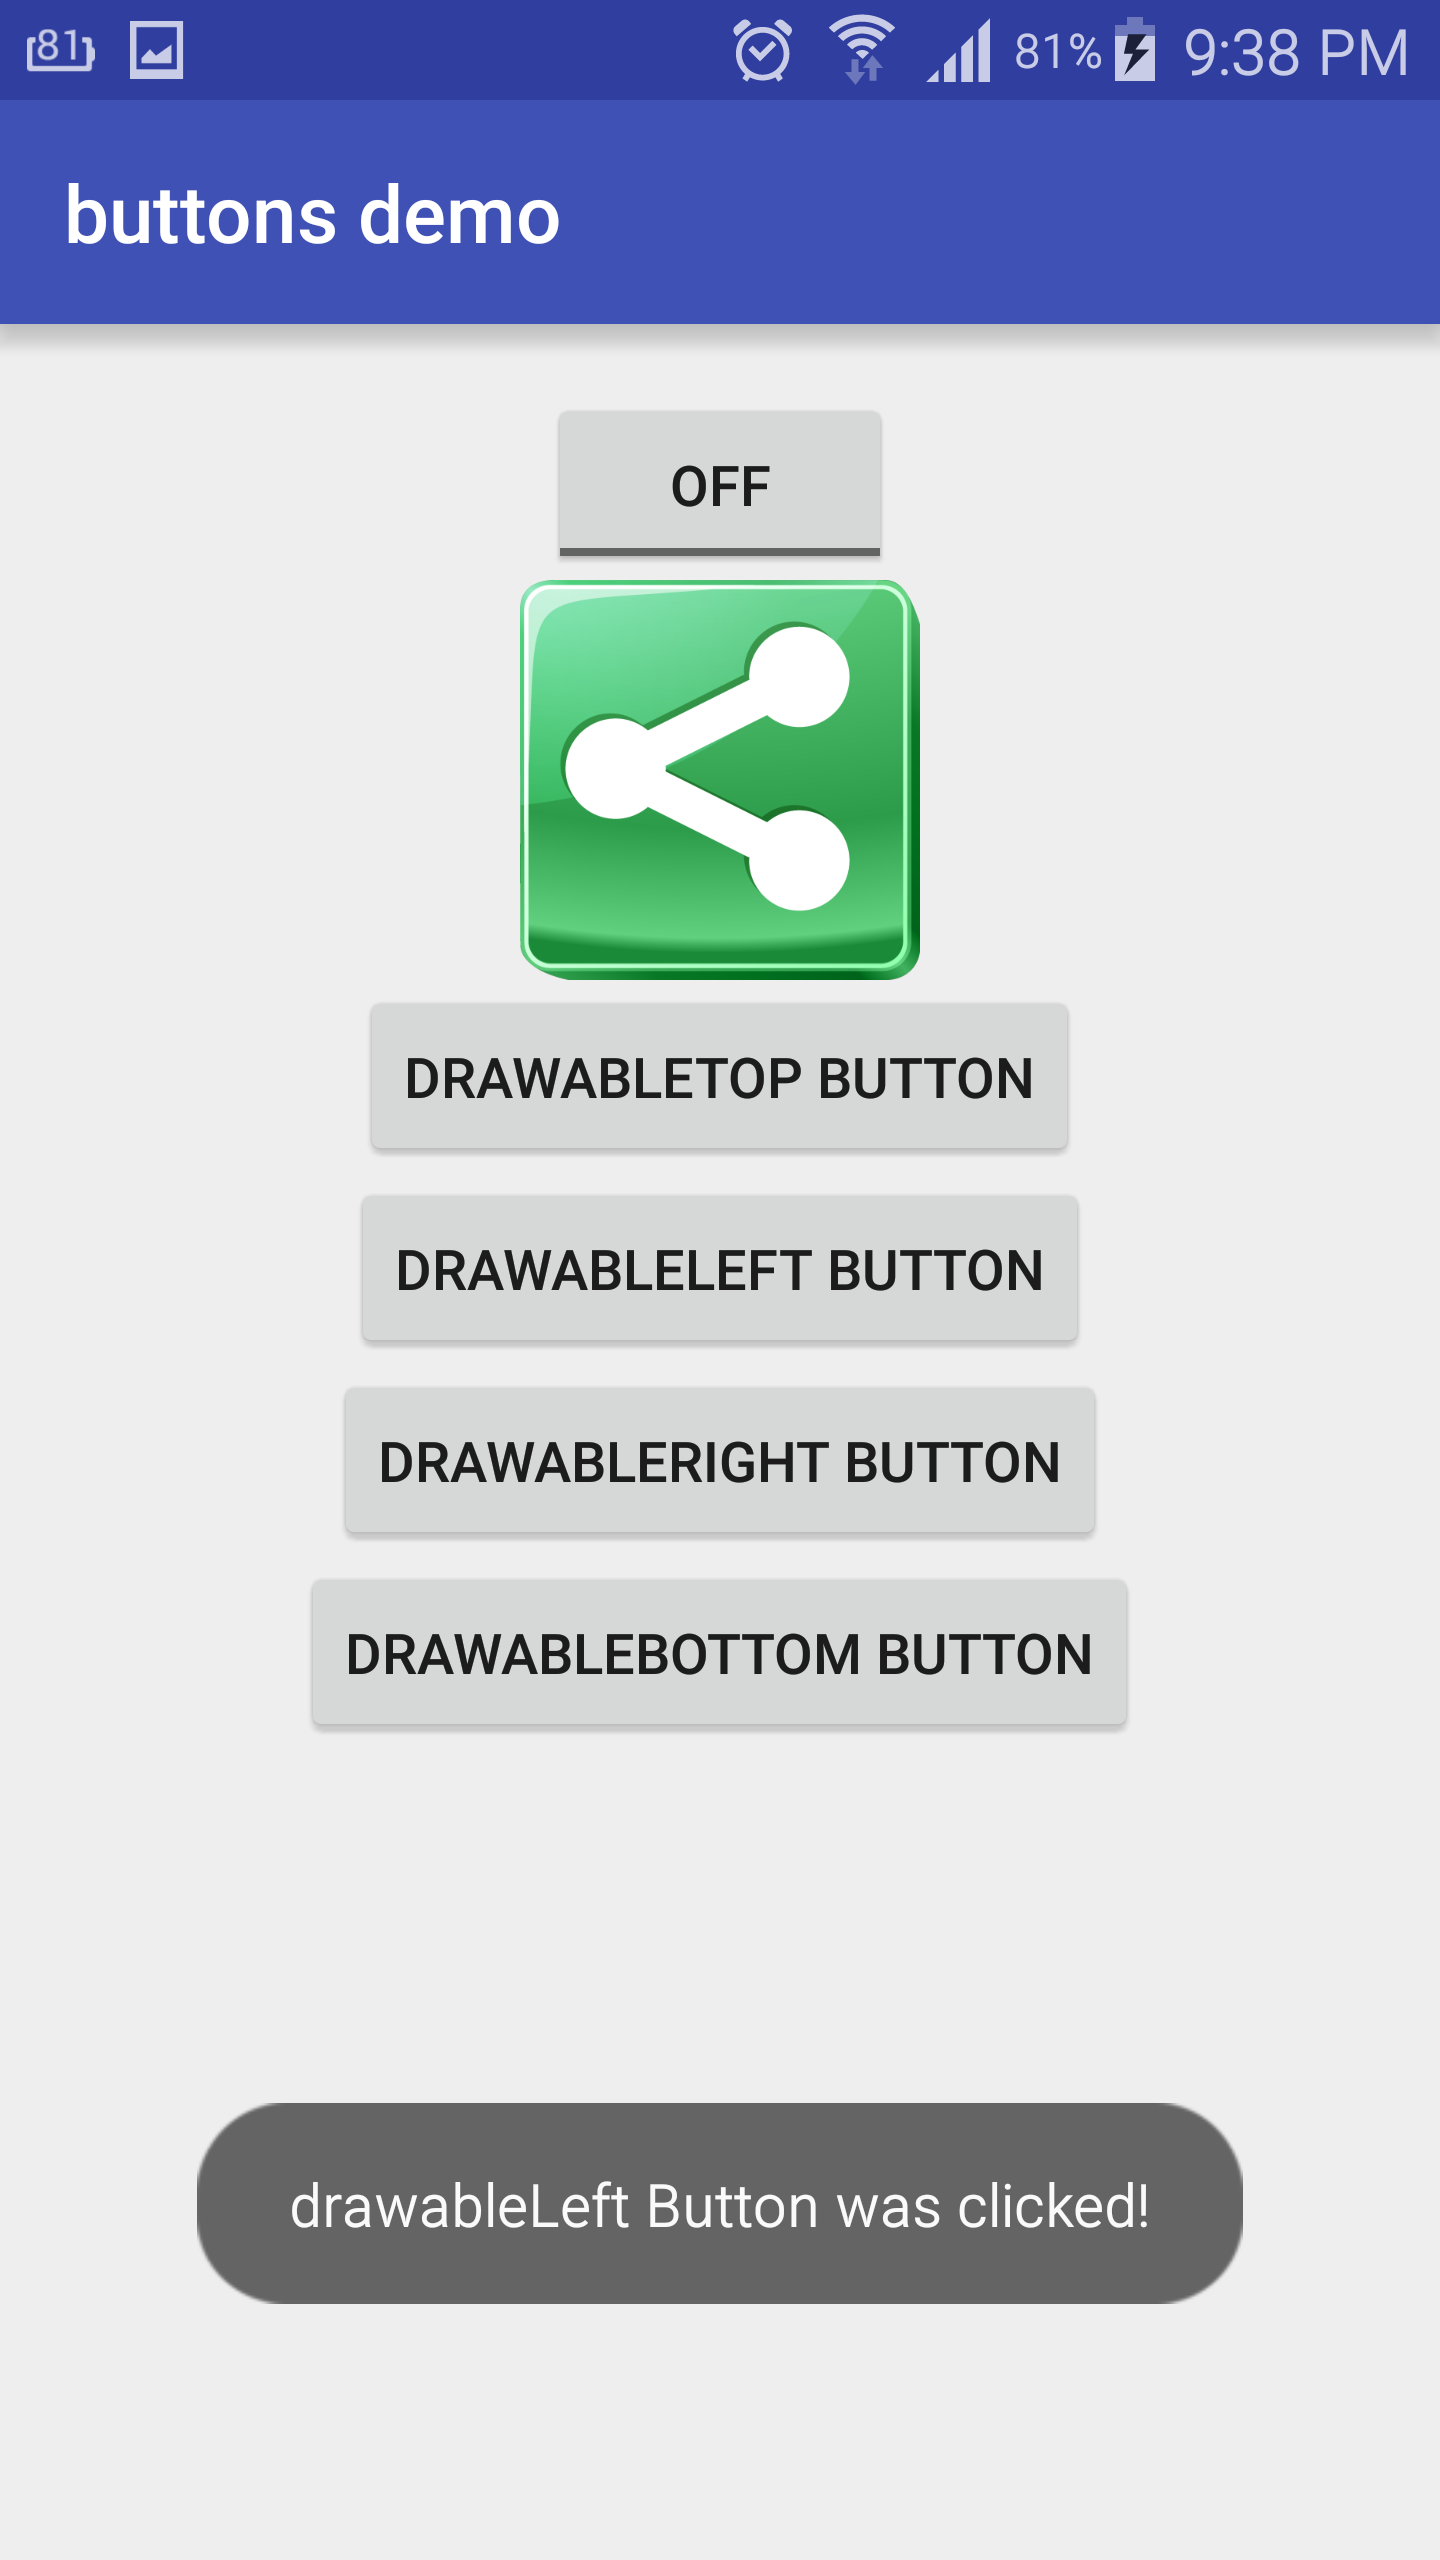 81 81% 9:38 PM
buttons demo
OFF
DRAWABLETOP BUTTON
DRAWABLELEFT BUTTON
DRAWABLERIGHT BUTTON
DRAWABLEBOTTOM BUTTON
drawableLeft Button was clicked!